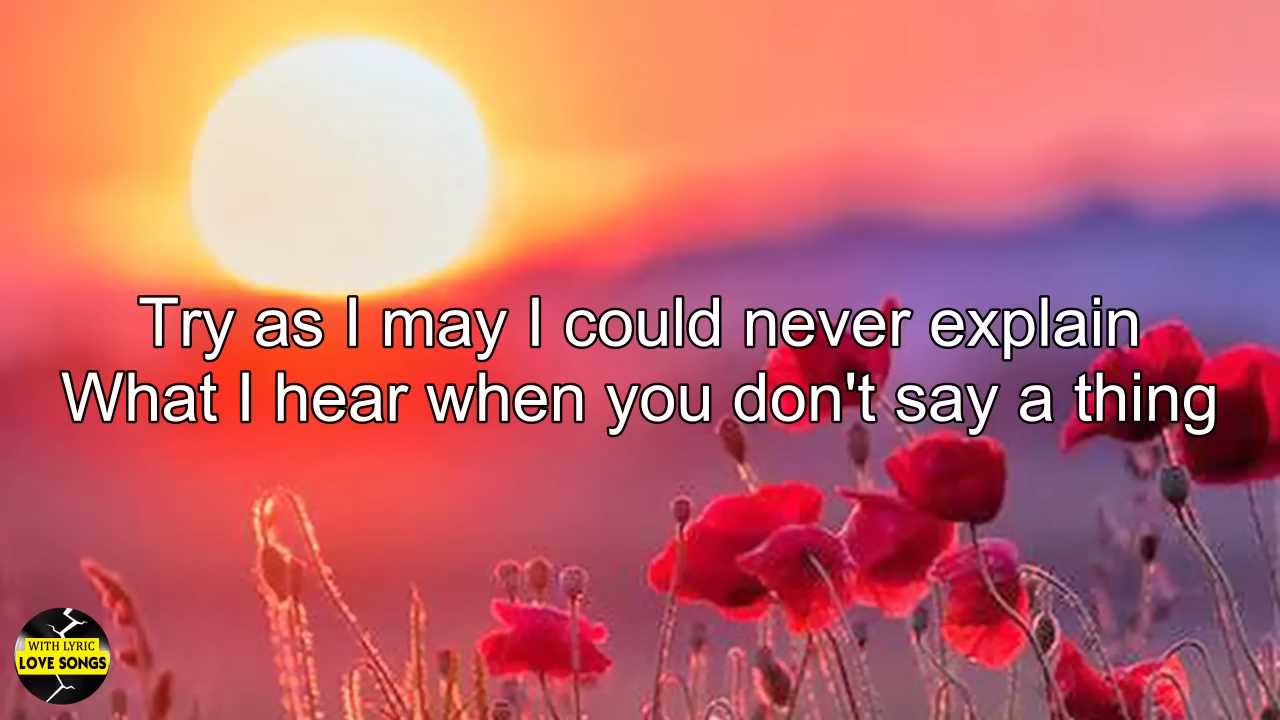 Try as I may I could never explain
What I hear when you don't say a thing
WITH LYRIC
LOVE SONGS